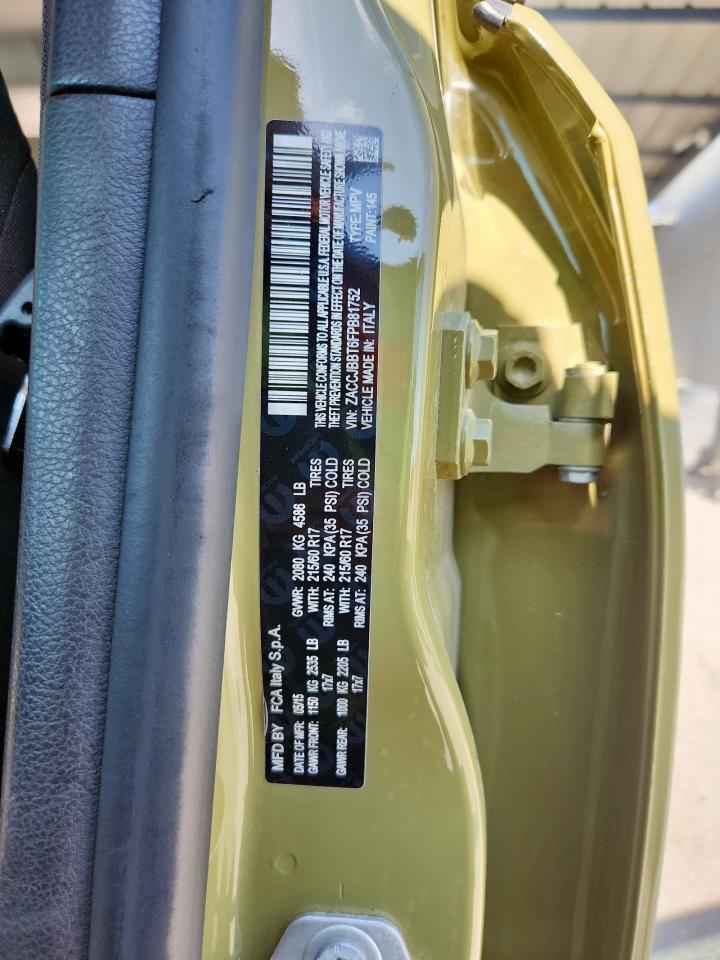 MFD BY FCA Italy S.p.A.
DATE OF MFR: 05/15 GVWR: 2080 KG 4586 LB
GAWR FRONT: 1150 KG 2535 LB WITH: 215/60 R17 TIRES
17x7 RIMS AT: 240 KPA(35 PSI) COLD
GAWR REAR: 1000 KG 2205 LB WITH: 215/60 R17 TIRES
17x7 RIMS AT: 240 KPA(35 PSI) COLD
THIS VEHICLE CONFORMS TO ALL APPLICABLE U.S.A. FEDERAL MOTOR VEHICLE SAFETY AND
THEFT PREVENTION STANDARDS IN EFFECT ON THE DATE OF MANUFACTURE SHOWN ABOVE
VIN: ZACCJBBT6FPB81752 TYPE: MPV
VEHICLE MADE IN: ITALY PAINT: 145